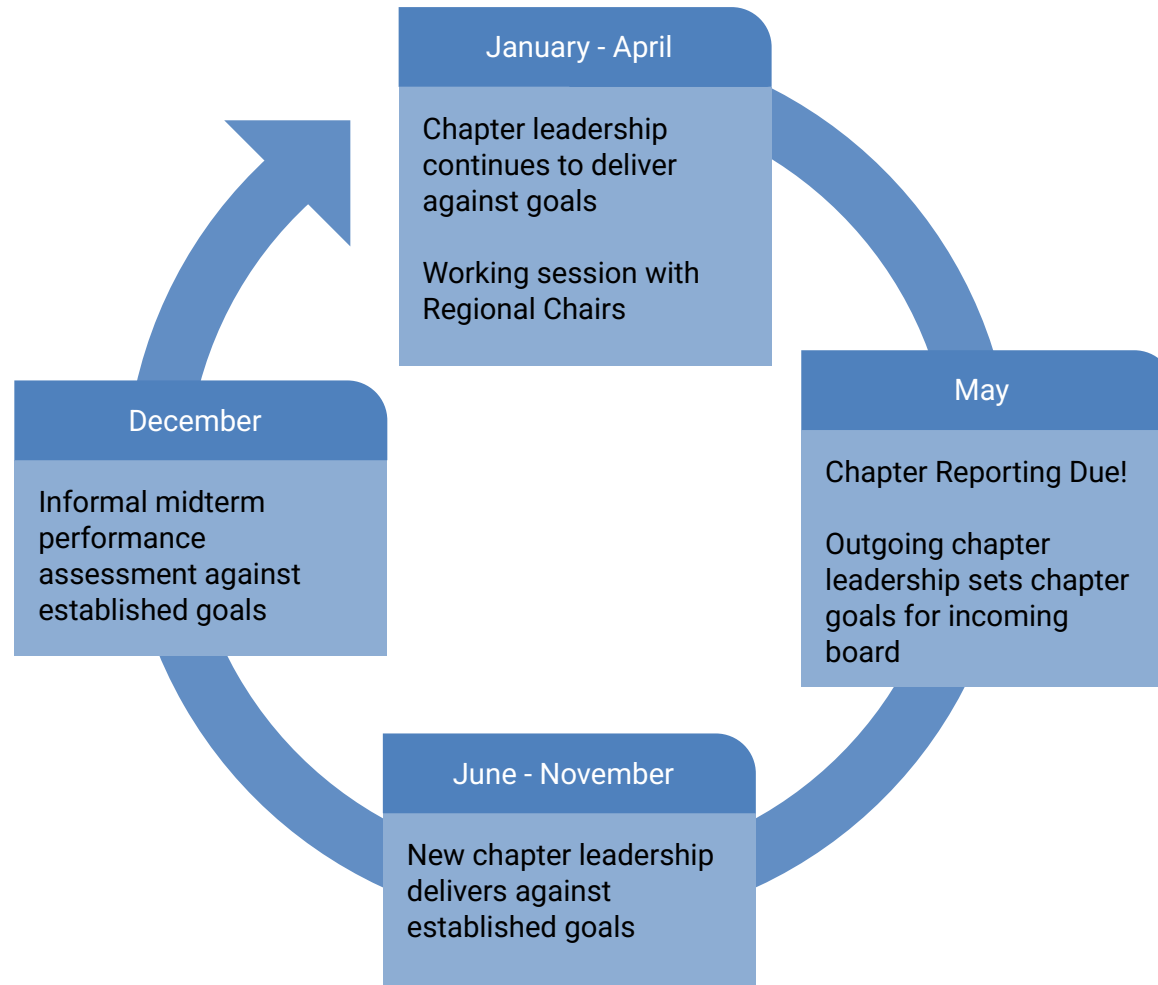 January - April
Chapter leadership
continues to deliver
against goals
Working session with
Regional Chairs
May
Chapter Reporting Due!
Outgoing chapter
leadership sets chapter
goals for incoming
board
June - November
New chapter leadership
delivers against
established goals
December
Informal midterm
performance
assessment against
established goals